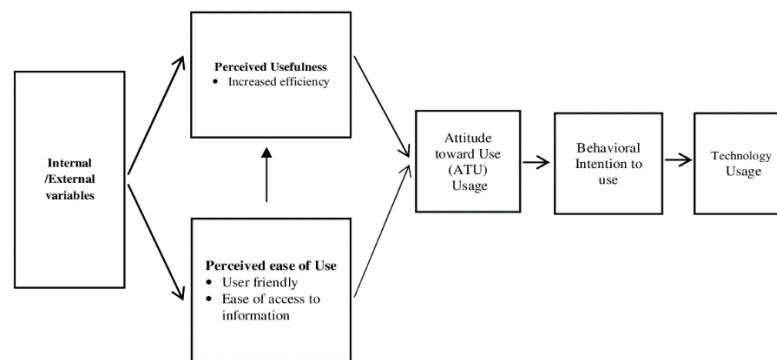 Internal
/External
variables
Perceived Usefulness
• Increased efficiency
Perceived ease of Use
• User friendly
• Ease of access to
information
Attitude
toward Use
(ATU)
Usage
Behavioral
Intention to
use
Technology
Usage